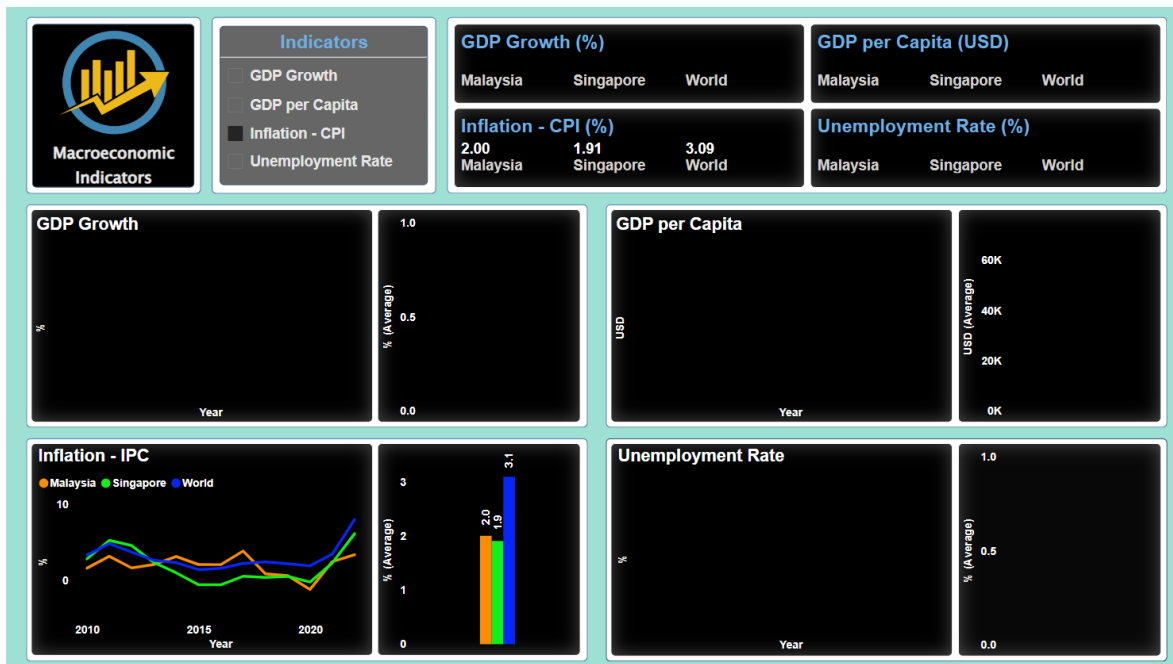 Macroeconomic
Indicators
Indicators
GDP Growth
GDP per Capita
Inflation - CPI
Unemployment Rate
GDP Growth (%)
Malaysia Singapore World
GDP per Capita (USD)
Malaysia Singapore World
Inflation - CPI (%)
2.00 1.91 3.09
Malaysia Singapore World
Unemployment Rate (%)
Malaysia Singapore World
GDP Growth
%
Year
1.0
0.5
0.0
% (Average)
GDP per Capita
USD
Year
60K
40K
20K
0K
USD (Average)
Inflation - IPC
Malaysia Singapore World
10
0
%
2010 2015 2020
Year
3
2
1
0
% (Average)
2.0
1.9
3.1
Unemployment Rate
%
Year
1.0
0.5
0.0
% (Average)